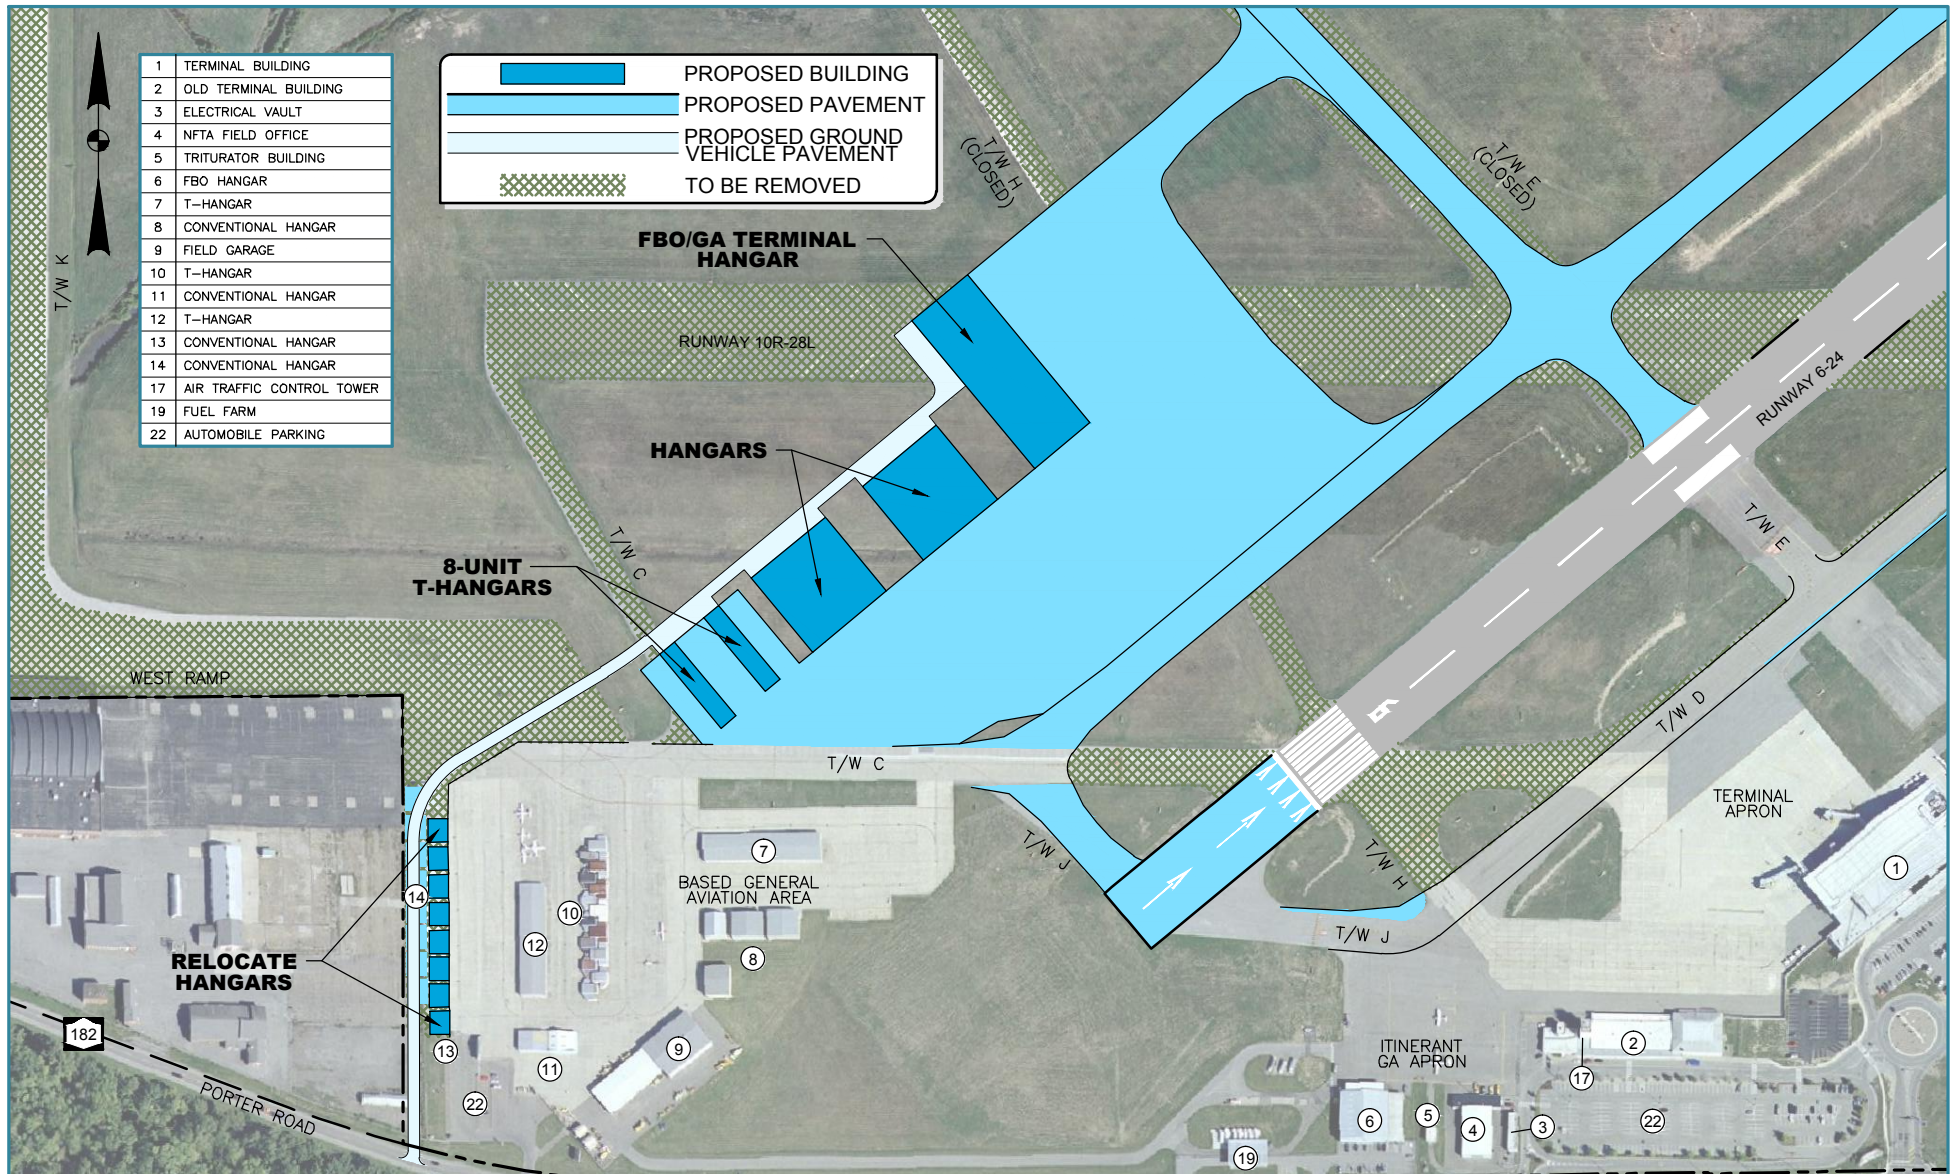 1 TERMINAL BUILDING
2 OLD TERMINAL BUILDING
3 ELECTRICAL VAULT
4 NFTA FIELD OFFICE
5 TRITURATOR BUILDING
6 FBO HANGAR
7 T-HANGAR
8 CONVENTIONAL HANGAR
9 FIELD GARAGE
10 T-HANGAR
11 CONVENTIONAL HANGAR
12 T-HANGAR
13 CONVENTIONAL HANGAR
14 CONVENTIONAL HANGAR
17 AIR TRAFFIC CONTROL TOWER
19 FUEL FARM
22 AUTOMOBILE PARKING
PROPOSED BUILDING
PROPOSED PAVEMENT
PROPOSED GROUND
VEHICLE PAVEMENT
TO BE REMOVED
T/W H
(CLOSED)
T/W E
(CLOSED)
T/W K
FBO/GA TERMINAL
HANGAR
RUNWAY 10R-28L
RUNWAY 6-24
HANGARS
T/W C
8-UNIT
T-HANGARS
T/W E
WEST RAMP
6
T/W D
T/W C
TERMINAL
APRON
T/W J
T/W H
7
1
BASED GENERAL
AVIATION AREA
14
10
12
8
T/W J
RELOCATE
HANGARS
182
PORTER ROAD
13
11
9
22
ITINERANT
GA APRON
2
17
6
5
4
3
22
19